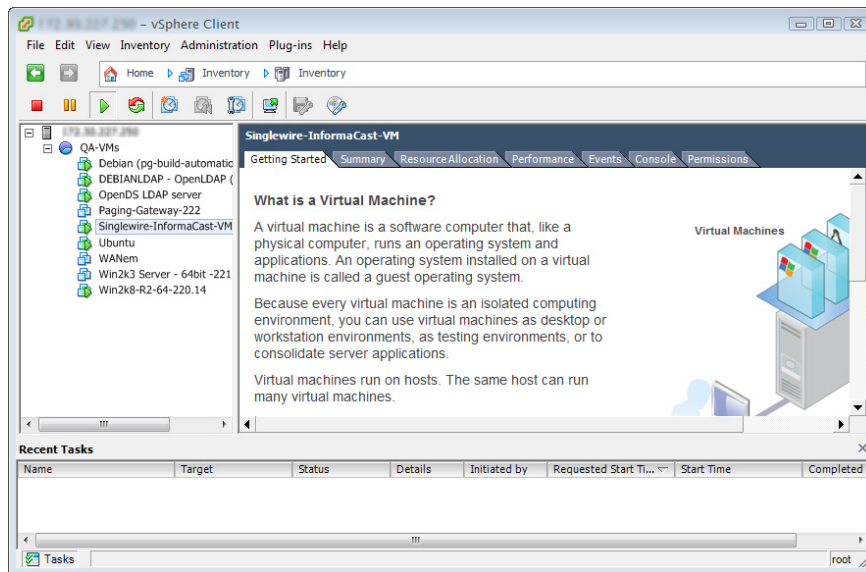 – vSphere Client
File Edit View Inventory Administration Plug-ins Help
Home Inventory Inventory
QA-VMs
Debian (pg-build-automatic
DEBIANLDAP - OpenLDAP (
OpenDS LDAP server
Paging-Gateway-222
Singlewire-InformaCast-VM
Ubuntu
WANem
Win2k3 Server - 64bit -221
Win2k8-R2-64-220.14
Singlewire-InformaCast-VM
Getting Started Summary Resource Allocation Performance Events Console Permissions
What is a Virtual Machine?
A virtual machine is a software computer that, like a
physical computer, runs an operating system and
applications. An operating system installed on a virtual
machine is called a guest operating system.
Because every virtual machine is an isolated computing
environment, you can use virtual machines as desktop or
workstation environments, as testing environments, or to
consolidate server applications.
Virtual machines run on hosts. The same host can run
many virtual machines.
Virtual Machines
Recent Tasks
Name Target Status Details Initiated by Requested Start Ti... Start Time Completed
Tasks root